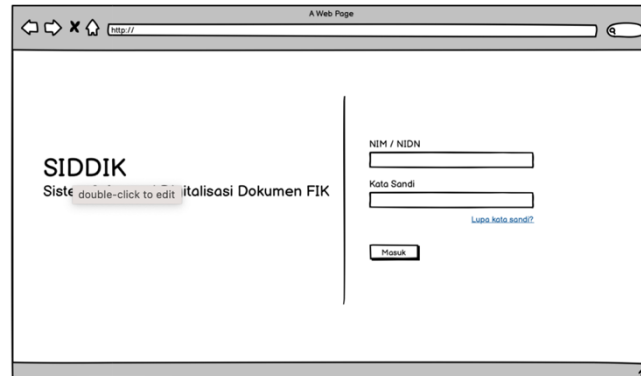 A Web Page
http://
SIDDIK
Siste italisasi Dokumen FIK
double-click to edit
NIM / NIDN
Kata Sandi
Lupa kata sandi?
Masuk